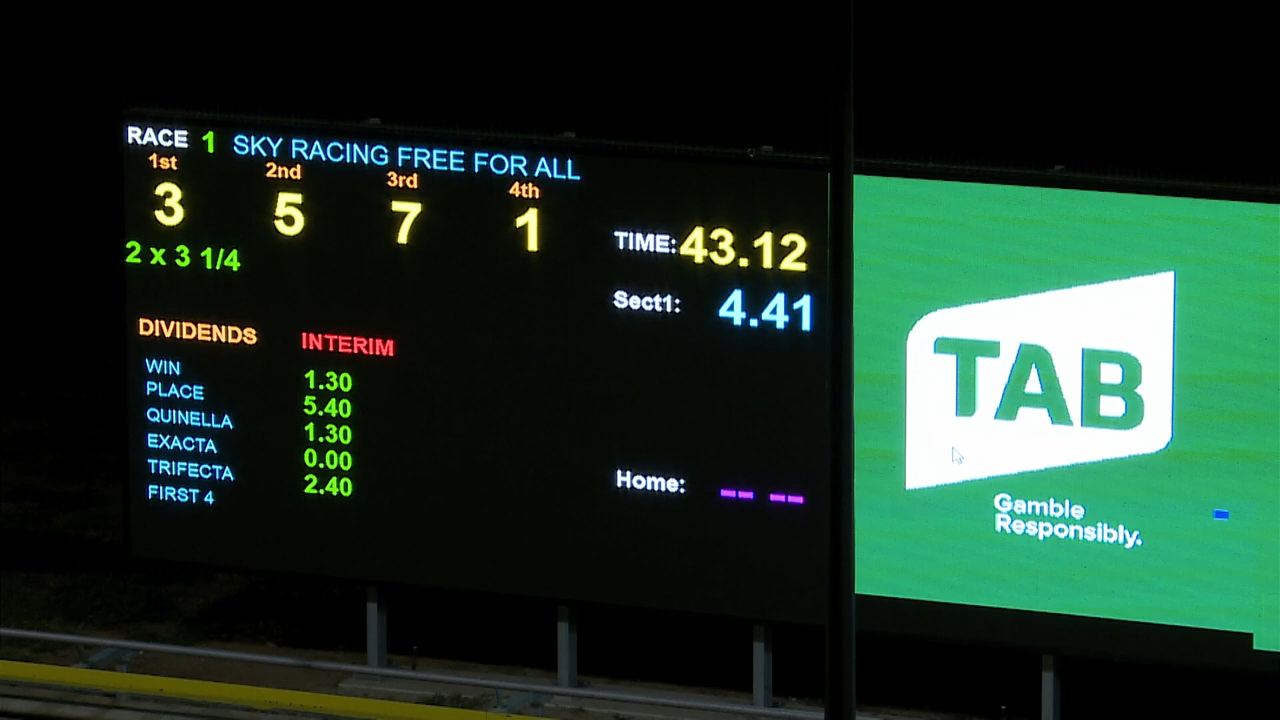 RACE 1 SKY RACING FREE FOR ALL
1st 2nd 3rd 4th
3 5 7 1
2 x 3 1/4
TIME: 43.12
Sect1: 4.41
DIVIDENDS INTERIM
WIN 1.30
PLACE 5.40
QUINELLA 1.30
EXACTA 0.00
TRIFECTA 2.40
FIRST 4
Home: -- --
TAB
Gamble
Responsibly.